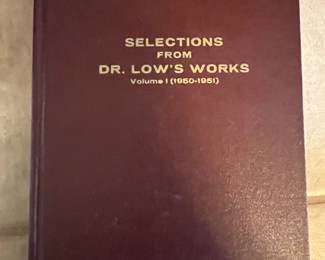 SELECTIONS
FROM
DR. LOW'S WORKS
Volume I (1950-1951)